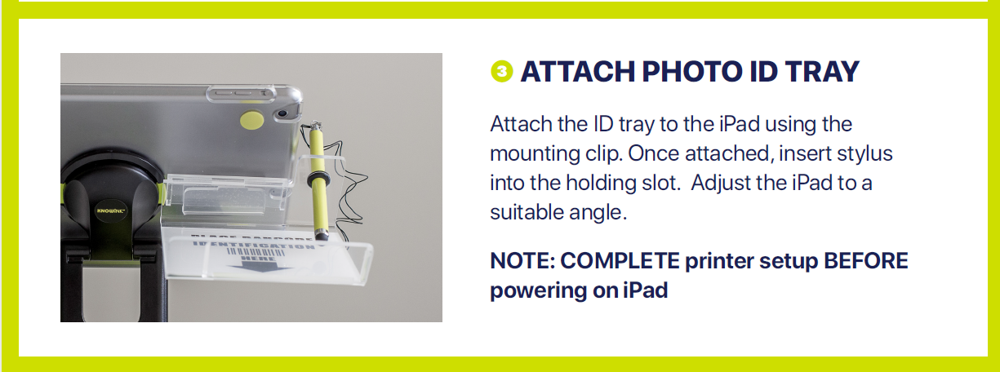 3 ATTACH PHOTO ID TRAY
Attach the ID tray to the iPad using the
mounting clip. Once attached, insert stylus
into the holding slot.  Adjust the iPad to a
suitable angle.
NOTE: COMPLETE printer setup BEFORE
powering on iPad
KNOWiNK
PLACE BARCODE
IDENTIFICATION
HERE